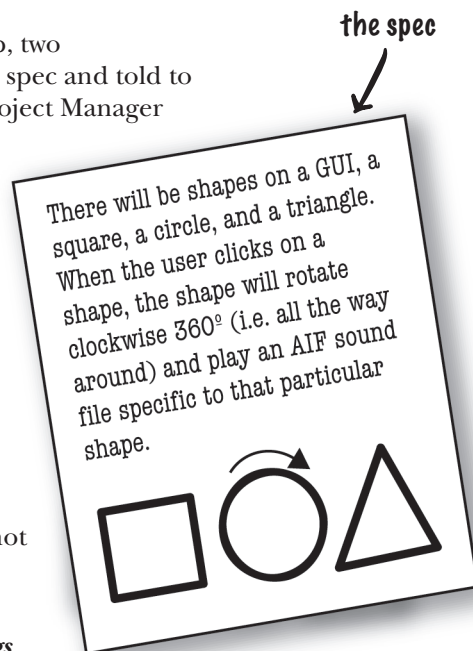 the spec
o, two
spec and told to
oject Manager
There will be shapes on a GUI, a
square, a circle, and a triangle.
When the user clicks on a
shape, the shape will rotate
clockwise 360º (i.e. all the way
around) and play an AIF sound
file specific to that particular
shape.
not
gs